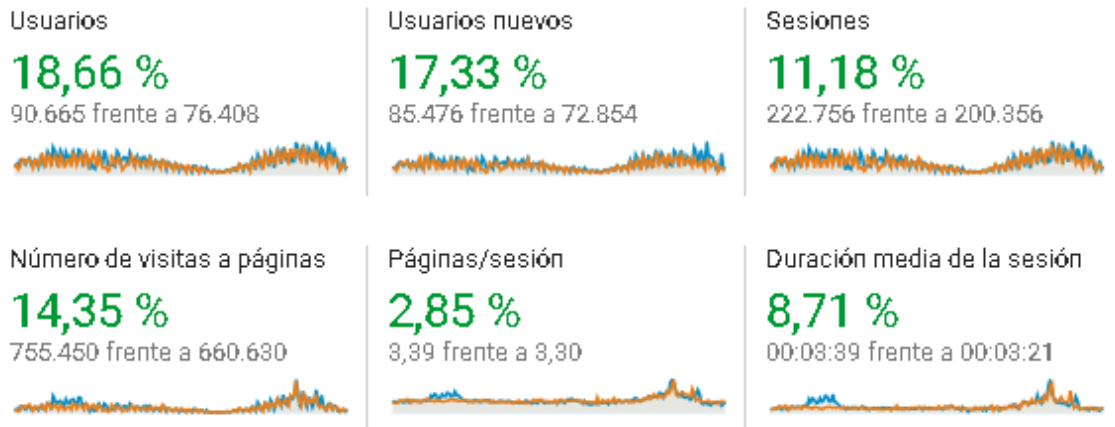 Usuarios
18,66 %
90.665 frente a 76.408
Usuarios nuevos
17,33 %
85.476 frente a 72.854
Sesiones
11,18 %
222.756 frente a 200.356
Número de visitas a páginas
14,35 %
755.450 frente a 660.630
Páginas/sesión
2,85 %
3,39 frente a 3,30
Duración media de la sesión
8,71 %
00:03:39 frente a 00:03:21